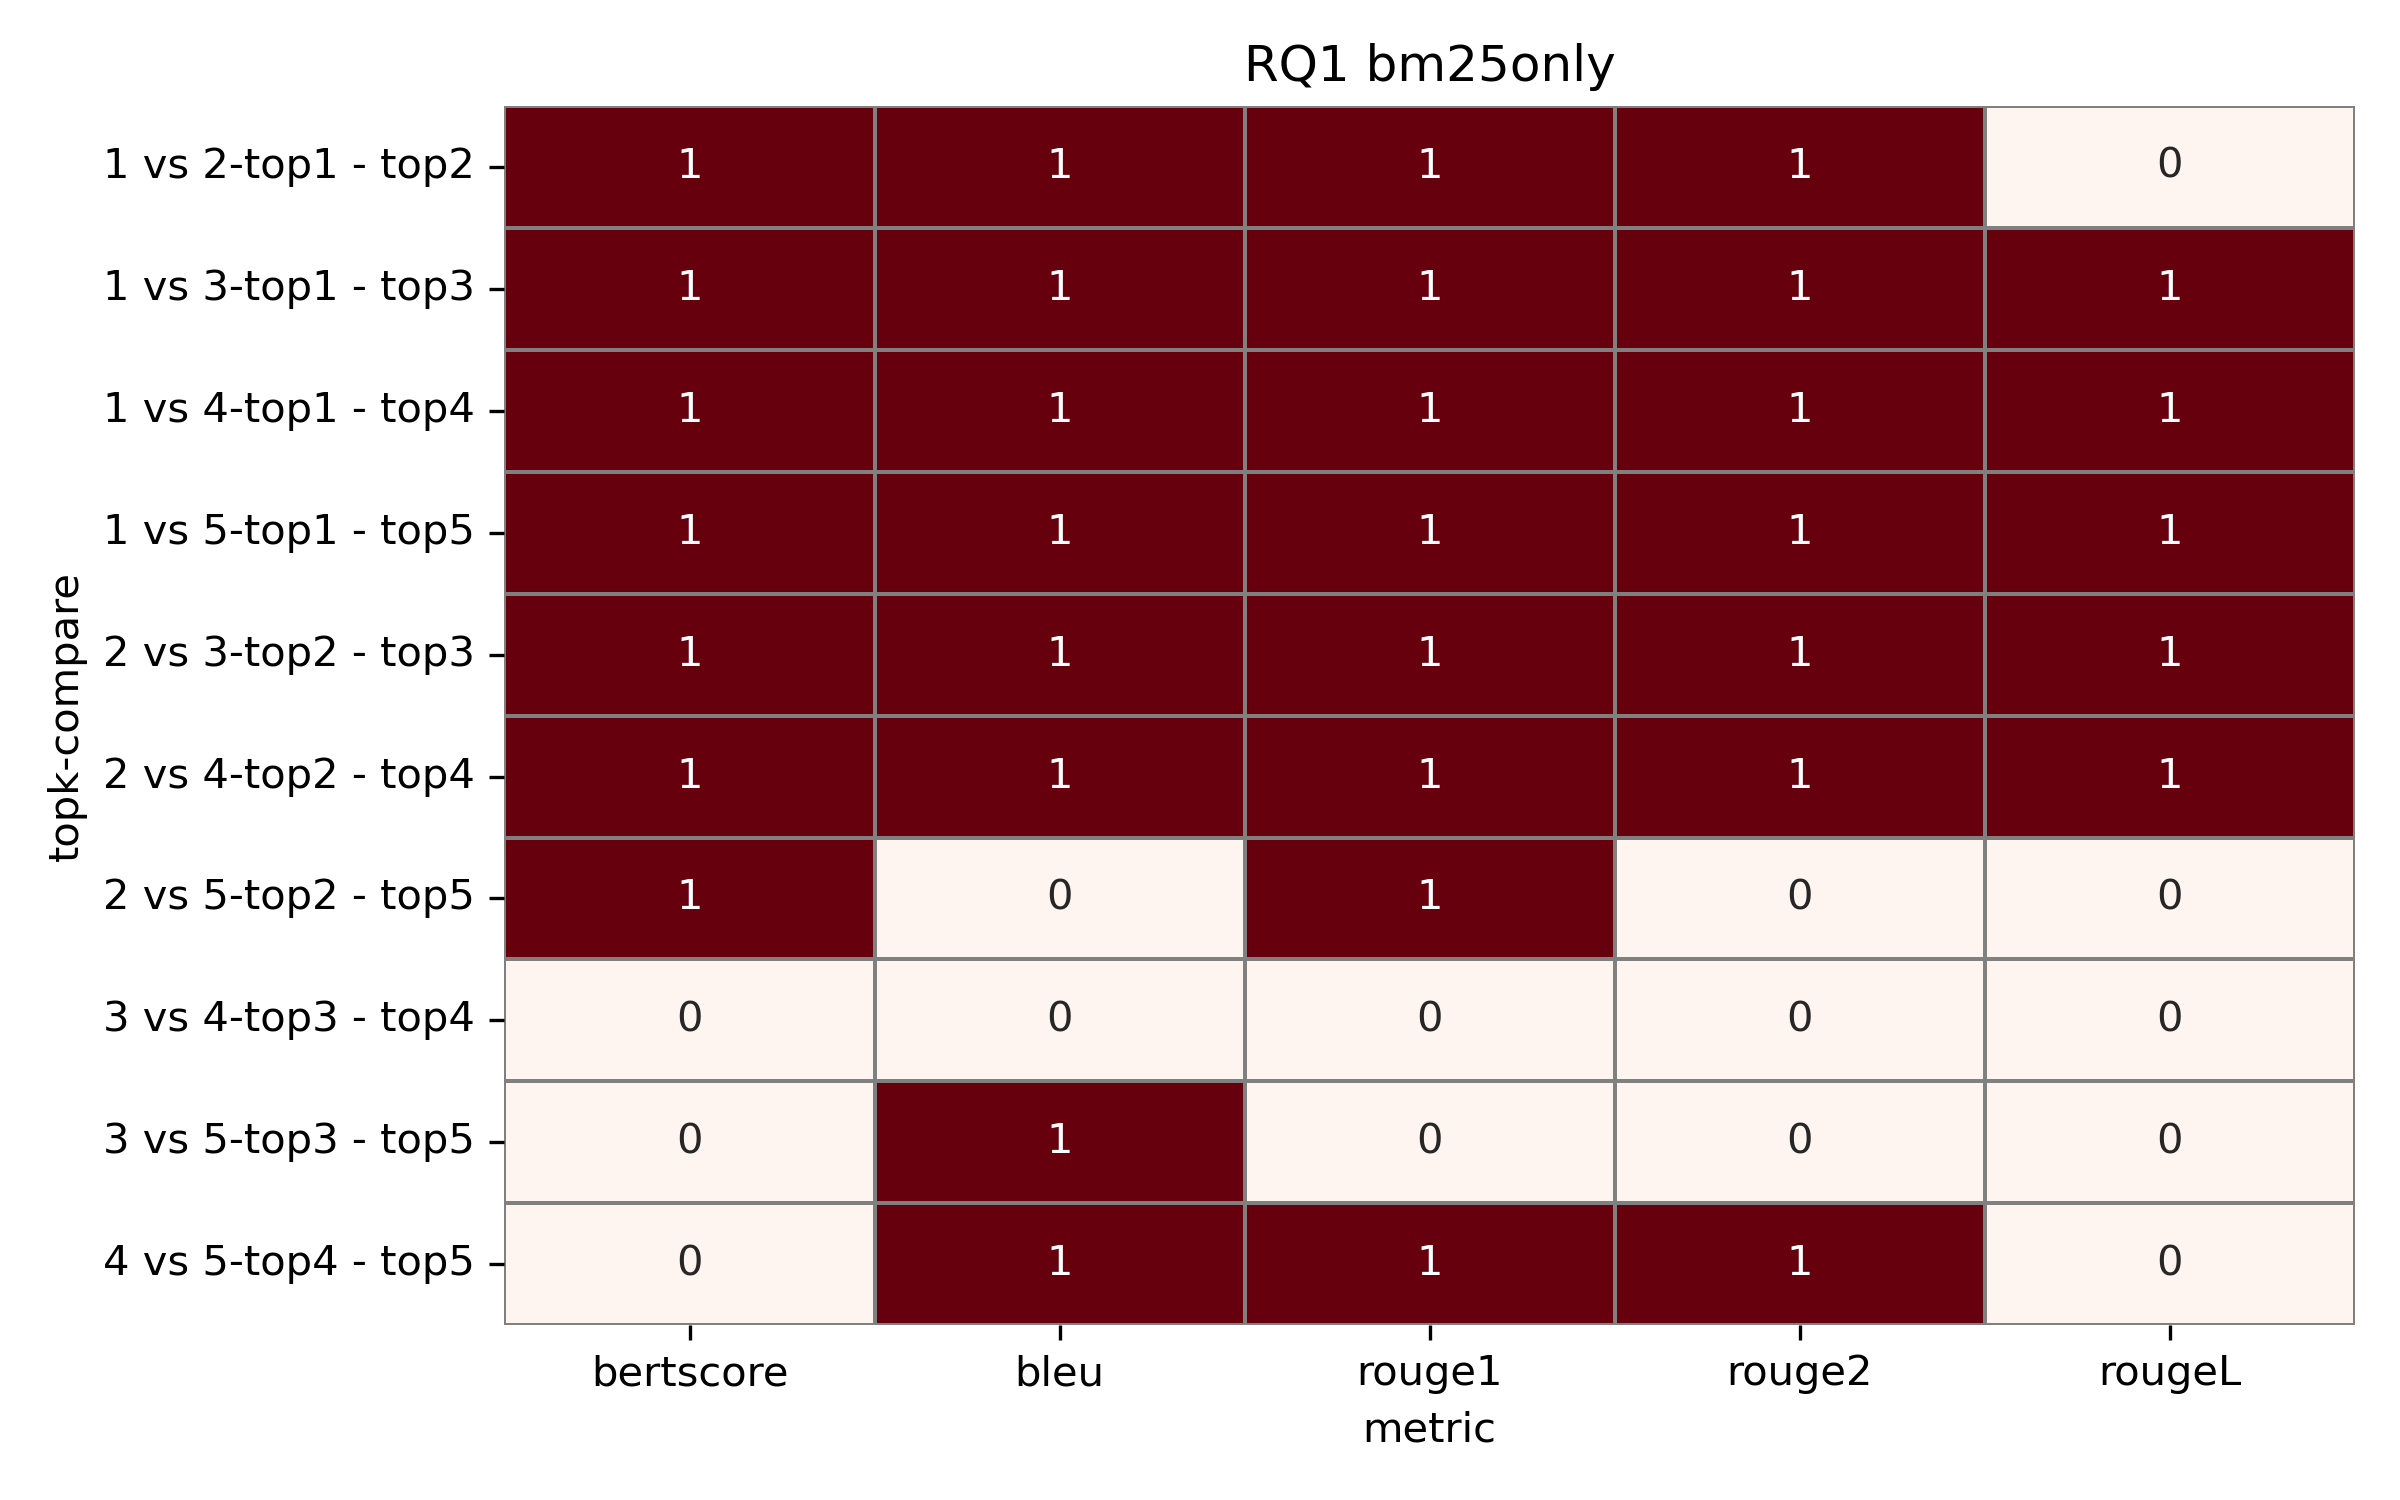 RQ1 bm25only
topk-compare
1 vs 2-top1 - top2 1 1 1 1 0
1 vs 3-top1 - top3 1 1 1 1 1
1 vs 4-top1 - top4 1 1 1 1 1
1 vs 5-top1 - top5 1 1 1 1 1
2 vs 3-top2 - top3 1 1 1 1 1
2 vs 4-top2 - top4 1 1 1 1 1
2 vs 5-top2 - top5 1 0 1 0 0
3 vs 4-top3 - top4 0 0 0 0 0
3 vs 5-top3 - top5 0 1 0 0 0
4 vs 5-top4 - top5 0 1 1 1 0
bertscore bleu rouge1 rouge2 rougeL
metric